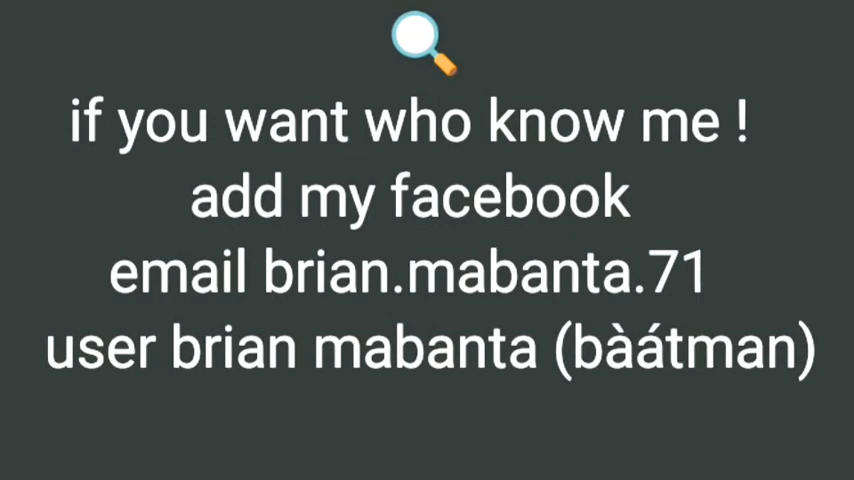 if you want who know me !
add my facebook
email brian.mabanta.71
user brian mabanta (bàátman)